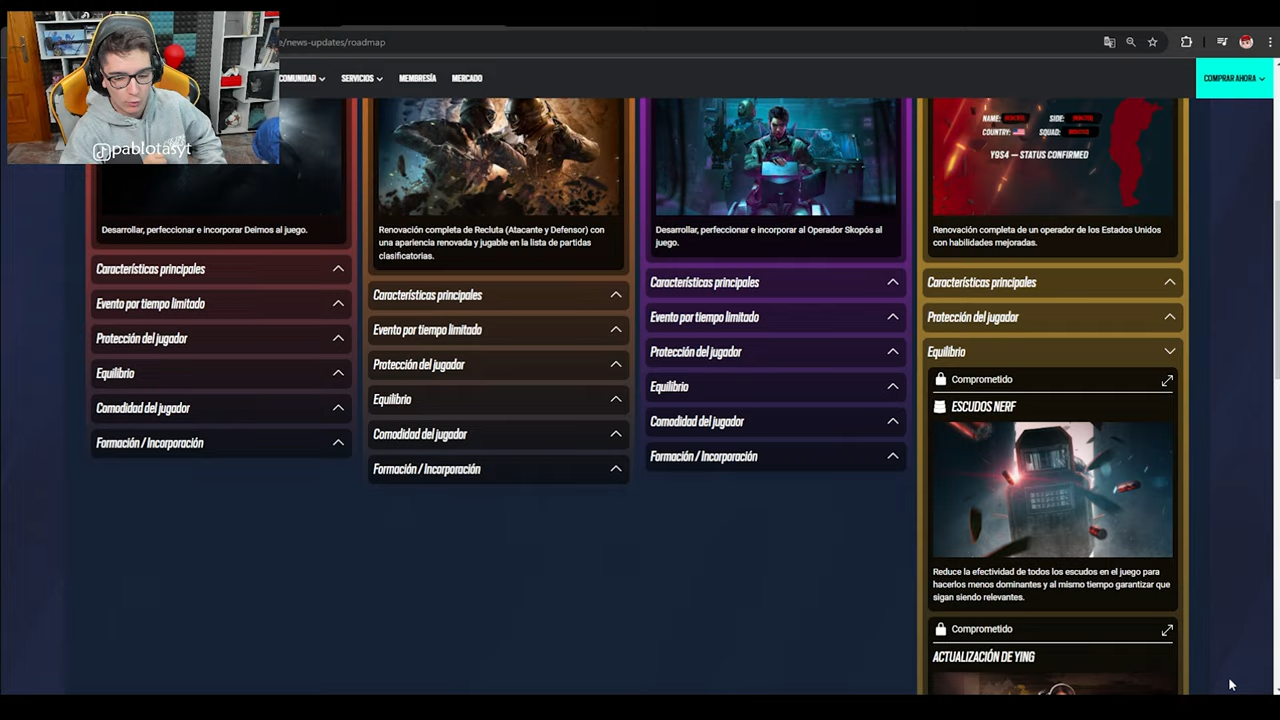 e/news-updates/roadmap
COMUNIDAD
SERVICIOS
MEMBRESÍA
MERCADO
COMPRAR AHORA
@pablotasyt
Desarrollar, perfeccionar e incorporar Deimos al juego.
Características principales
Evento por tiempo limitado
Protección del jugador
Equilibrio
Comodidad del jugador
Formación / Incorporación
Renovación completa de Recluta (Atacante y Defensor) con
una apariencia renovada y jugable en la lista de partidas
clasificatorias.
Características principales
Evento por tiempo limitado
Protección del jugador
Equilibrio
Comodidad del jugador
Formación / Incorporación
Desarrollar, perfeccionar e incorporar al Operador Skopós al
juego.
Características principales
Evento por tiempo limitado
Protección del jugador
Equilibrio
Comodidad del jugador
Formación / Incorporación
NAME:
SIDE:
COUNTRY:
SQUAD:
Y9S4 — STATUS CONFIRMED
Renovación completa de un operador de los Estados Unidos
con habilidades mejoradas.
Características principales
Protección del jugador
Equilibrio
Comprometido
ESCUDOS NERF
Reduce la efectividad de todos los escudos en el juego para
hacerlos menos dominantes y al mismo tiempo garantizar que
sigan siendo relevantes.
Comprometido
ACTUALIZACIÓN DE YING